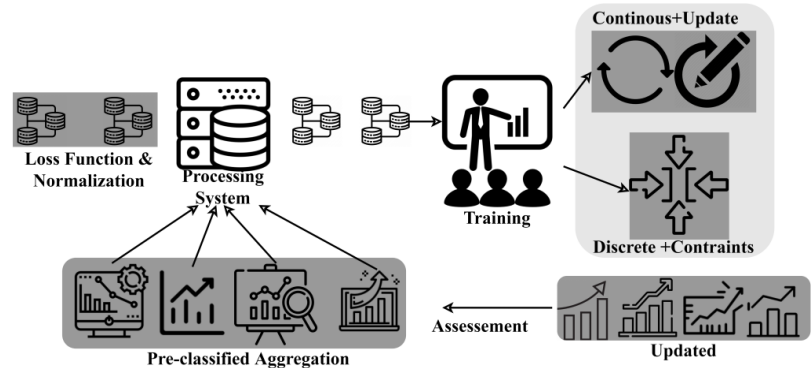 Continous+Update
Loss Function &
Normalization
Processing
System
Training
Discrete +Contraints
Pre-classified Aggregation
Assessement
Updated